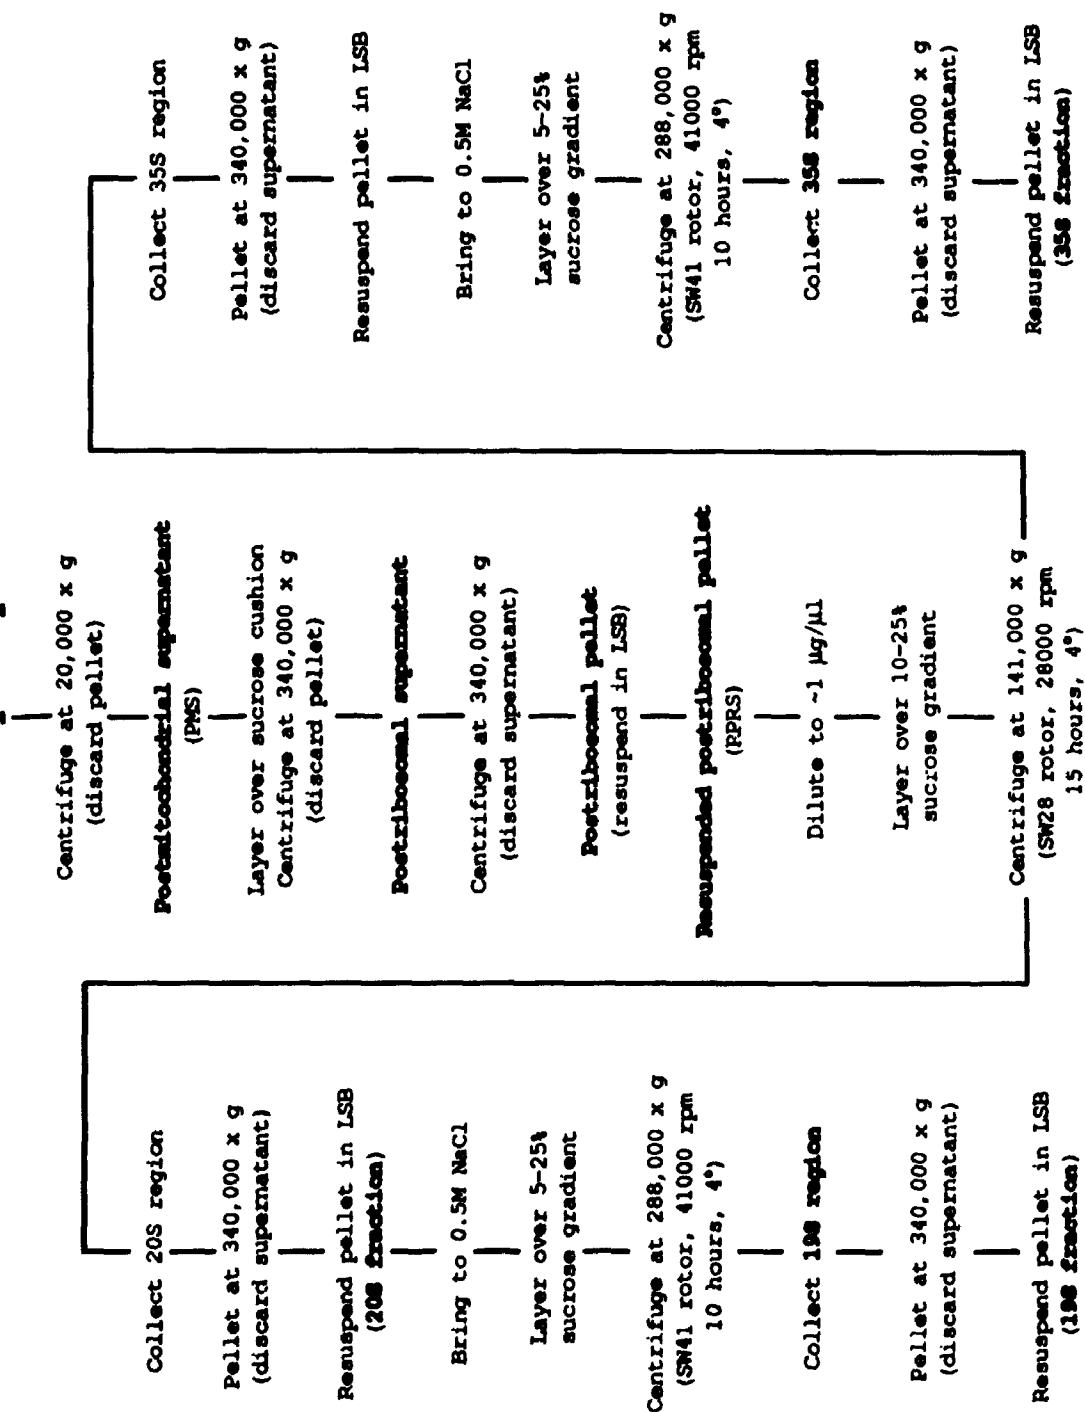 Centrifuge at 20,000 x g
(discard pellet)
Postmitochondrial supernatant
(PMS)
Layer over sucrose cushion
Centrifuge at 340,000 x g
(discard pellet)
Postribosomal supernatant
Centrifuge at 340,000 x g
(discard supernatant)
Postribosomal pellet
(resuspend in LSB)
Resuspended postribosomal pellet
(RPRS)
Dilute to ~1 µg/µl
Layer over 10-25%
sucrose gradient
Centrifuge at 141,000 x g
(SW28 rotor, 28000 rpm
15 hours, 4°)
Collect 20S region
Pellet at 340,000 x g
(discard supernatant)
Resuspend pellet in LSB
(20S fraction)
Bring to 0.5M NaCl
Layer over 5-25%
sucrose gradient
Centrifuge at 288,000 x g
(SW41 rotor, 41000 rpm
10 hours, 4°)
Collect 19S region
Pellet at 340,000 x g
(discard supernatant)
Resuspend pellet in LSB
(19S fraction)
Collect 35S region
Pellet at 340,000 x g
(discard supernatant)
Resuspend pellet in LSB
Bring to 0.5M NaCl
Layer over 5-25%
sucrose gradient
Centrifuge at 288,000 x g
(SW41 rotor, 41000 rpm
10 hours, 4°)
Collect 35S region
Pellet at 340,000 x g
(discard supernatant)
Resuspend pellet in LSB
(35S fraction)